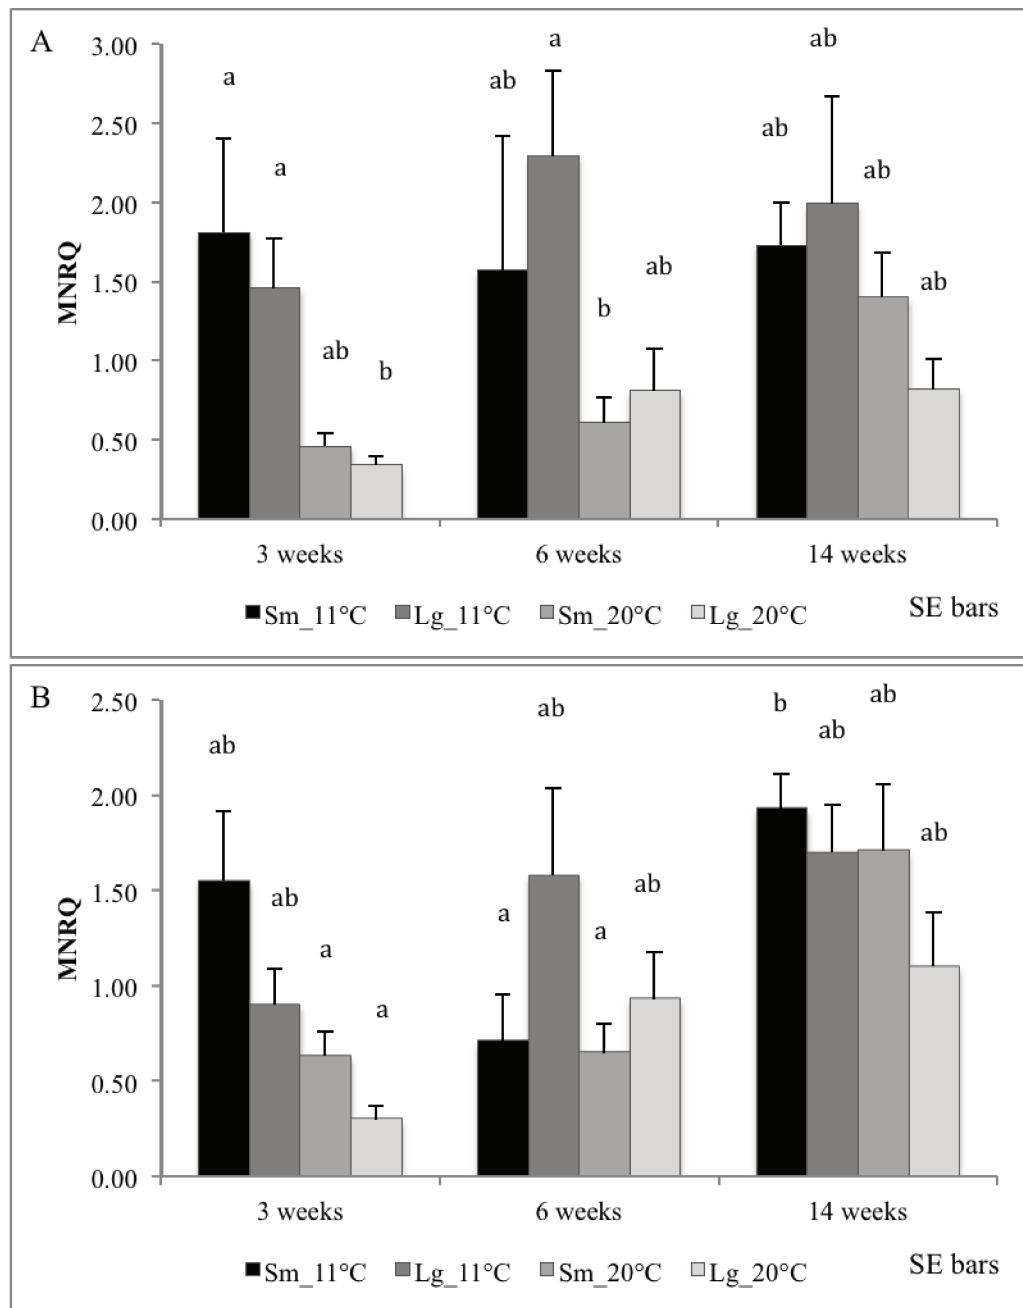 A
3.00
2.50
2.00
1.50
1.00
0.50
0.00
MNRQ
a
a
ab
b
ab
a
b
ab
ab
ab
ab
ab
3 weeks
6 weeks
14 weeks
Sm_11°C Lg_11°C Sm_20°C Lg_20°C
SE bars
B
2.50
2.00
1.50
1.00
0.50
0.00
MNRQ
ab
ab
a
a
a
ab
a
ab
b
ab
ab
ab
3 weeks
6 weeks
14 weeks
Sm_11°C Lg_11°C Sm_20°C Lg_20°C
SE bars